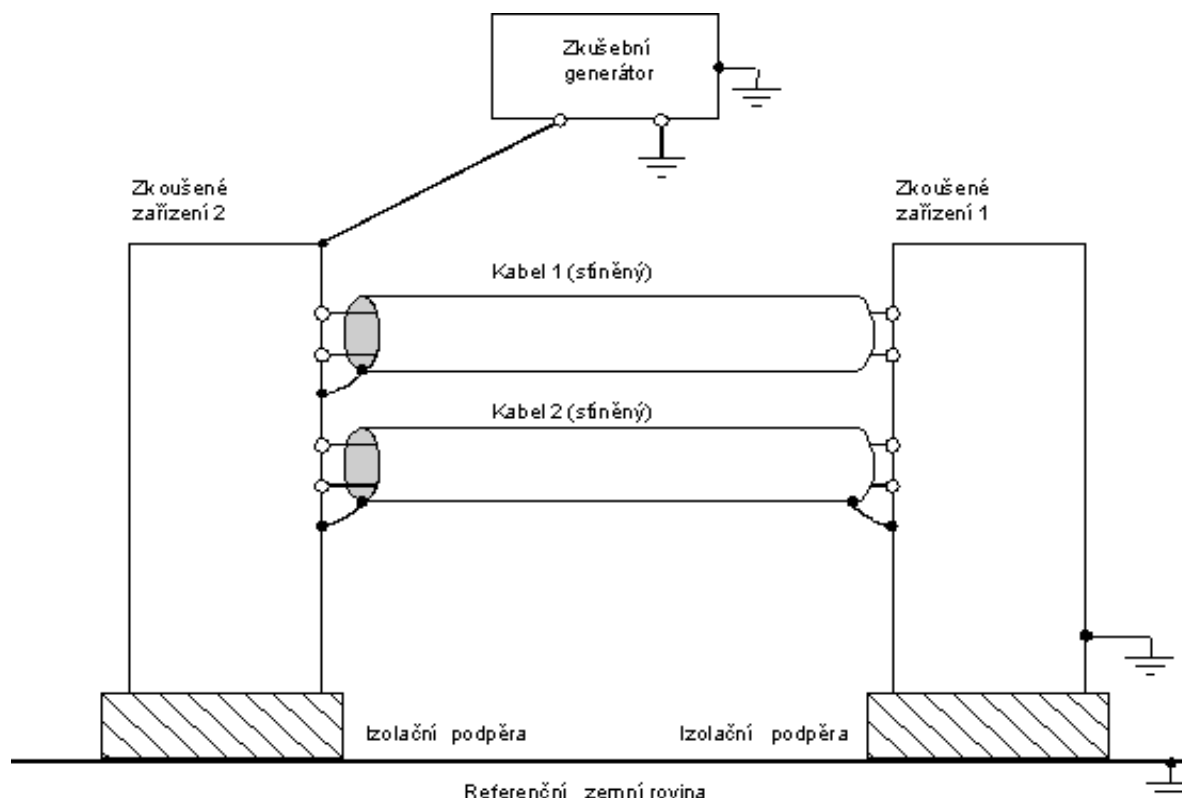 Zkušební
generátor
Zkoušené
zařízení 2
Zkoušené
zařízení 1
Kabel 1 (stíněný)
Kabel 2 (stíněný)
Izolační podpěra
Izolační podpěra
Referenční zemní rovina